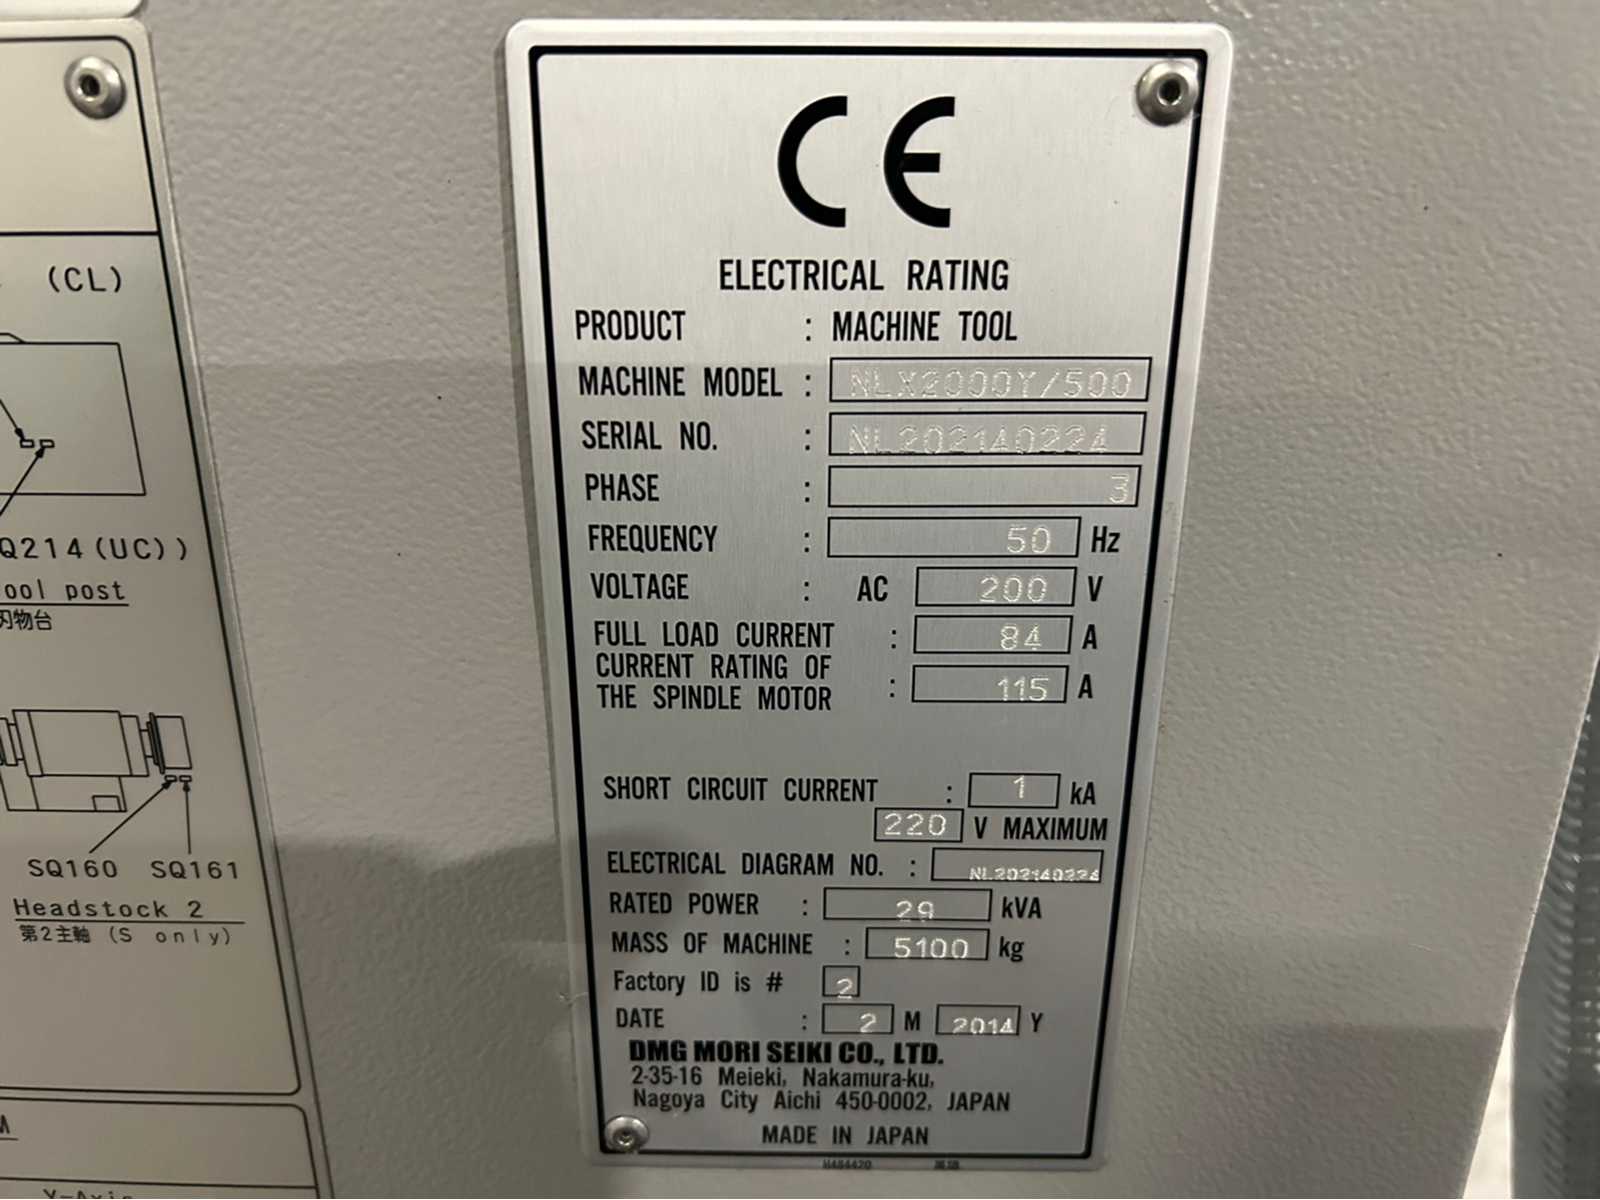 (CL)
Q214(UC))
ool post
刃物台
SQ160 SQ161
Headstock 2
第2主軸 (S only)
M
Y-Axis
CE
ELECTRICAL RATING
PRODUCT : MACHINE TOOL
MACHINE MODEL : NLX2000Y/500
SERIAL NO. : NL202140224
PHASE : 3
FREQUENCY : 50 Hz
VOLTAGE : AC 200 V
FULL LOAD CURRENT : 84 A
CURRENT RATING OF
THE SPINDLE MOTOR : 115 A
SHORT CIRCUIT CURRENT : 1 kA
220 V MAXIMUM
ELECTRICAL DIAGRAM NO. : NL202140224
RATED POWER : 29 kVA
MASS OF MACHINE : 5100 kg
Factory ID is # 2
DATE : 2 M 2014 Y
DMG MORI SEIKI CO., LTD.
2-35-16 Meieki, Nakamura-ku,
Nagoya City Aichi 450-0002, JAPAN
MADE IN JAPAN